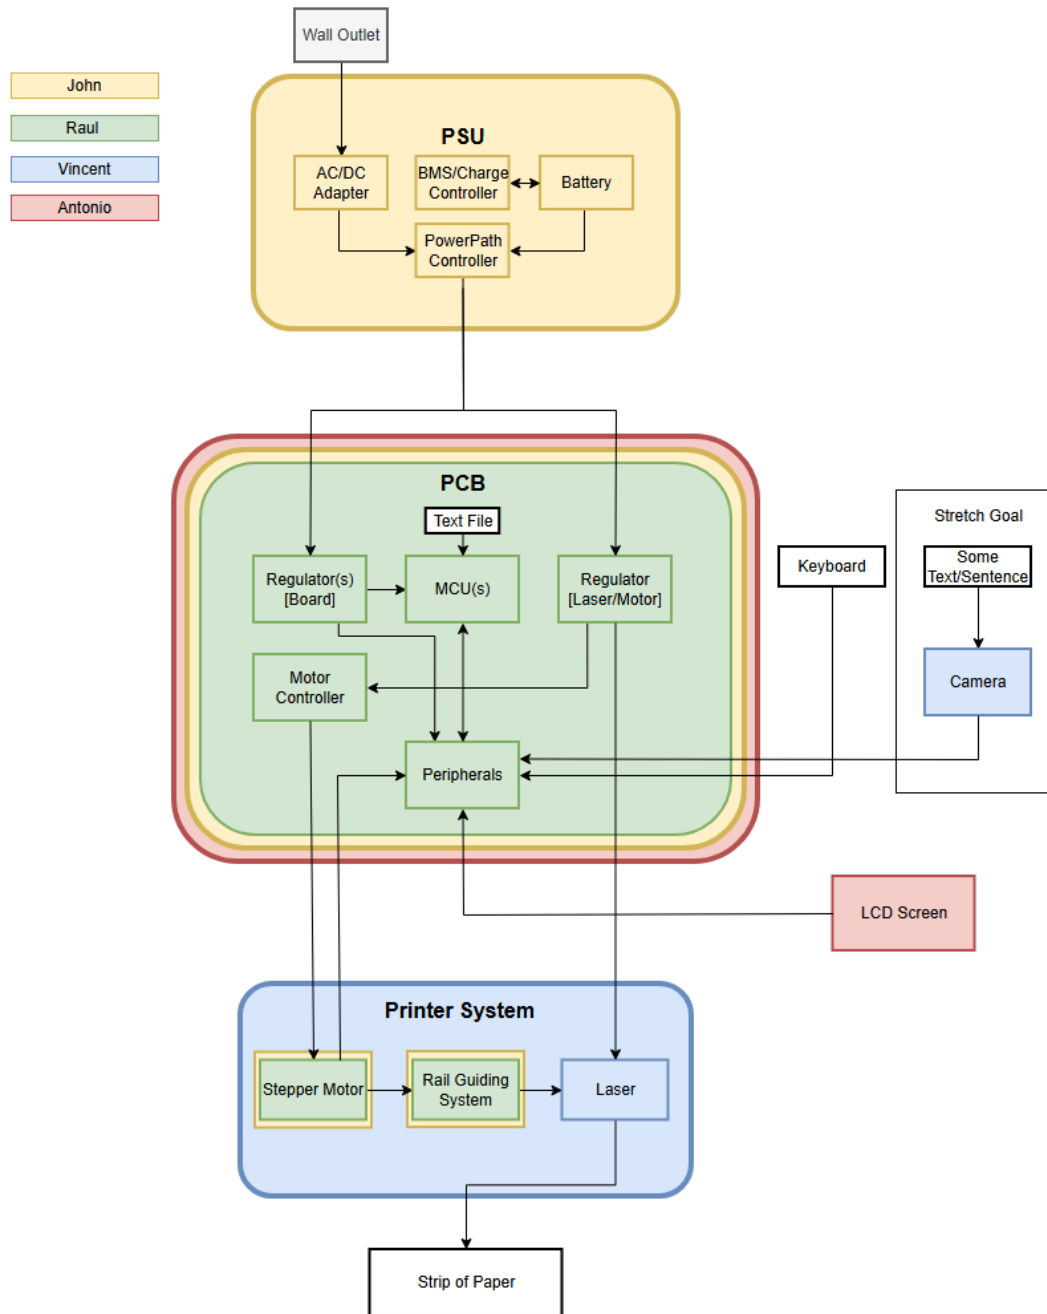 Wall Outlet
John
Raul
Vincent
Antonio
PSU
AC/DC
Adapter
BMS/Charge
Controller
Battery
PowerPath
Controller
PCB
Text File
Regulator(s)
[Board]
MCU(s)
Regulator
[Laser/Motor]
Motor
Controller
Peripherals
Keyboard
Stretch Goal
Some
Text/Sentence
Camera
LCD Screen
Printer System
Stepper Motor
Rail Guiding
System
Laser
Strip of Paper